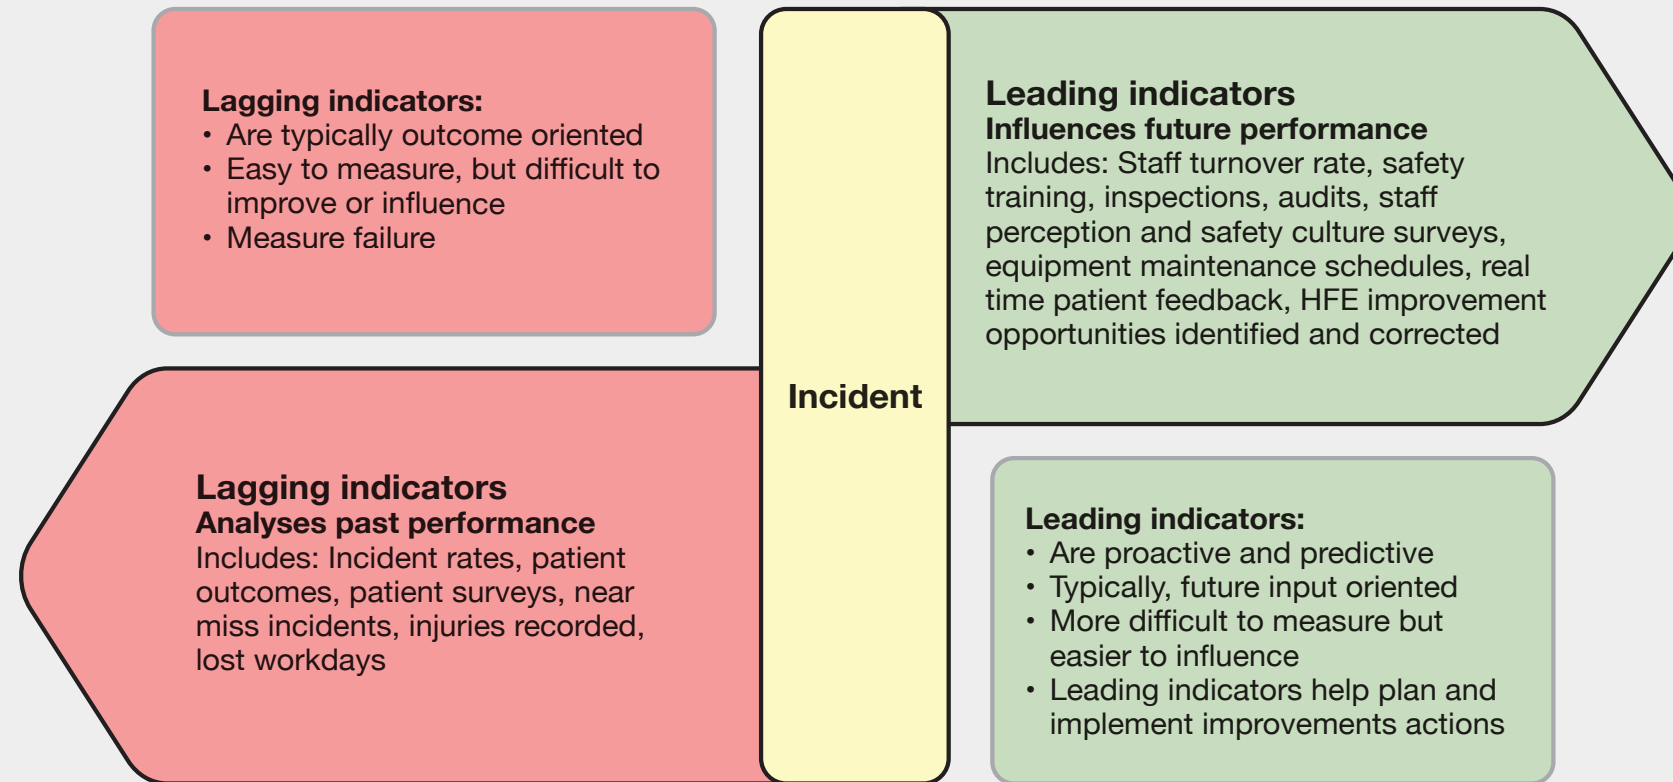 Lagging indicators:
• Are typically outcome oriented
• Easy to measure, but difficult to
improve or influence
• Measure failure
Leading indicators
Influences future performance
Includes: Staff turnover rate, safety
training, inspections, audits, staff
perception and safety culture surveys,
equipment maintenance schedules, real
time patient feedback, HFE improvement
opportunities identified and corrected
Incident
Lagging indicators
Analyses past performance
Includes: Incident rates, patient
outcomes, patient surveys, near
miss incidents, injuries recorded,
lost workdays
Leading indicators:
• Are proactive and predictive
• Typically, future input oriented
• More difficult to measure but
easier to influence
• Leading indicators help plan and
implement improvements actions